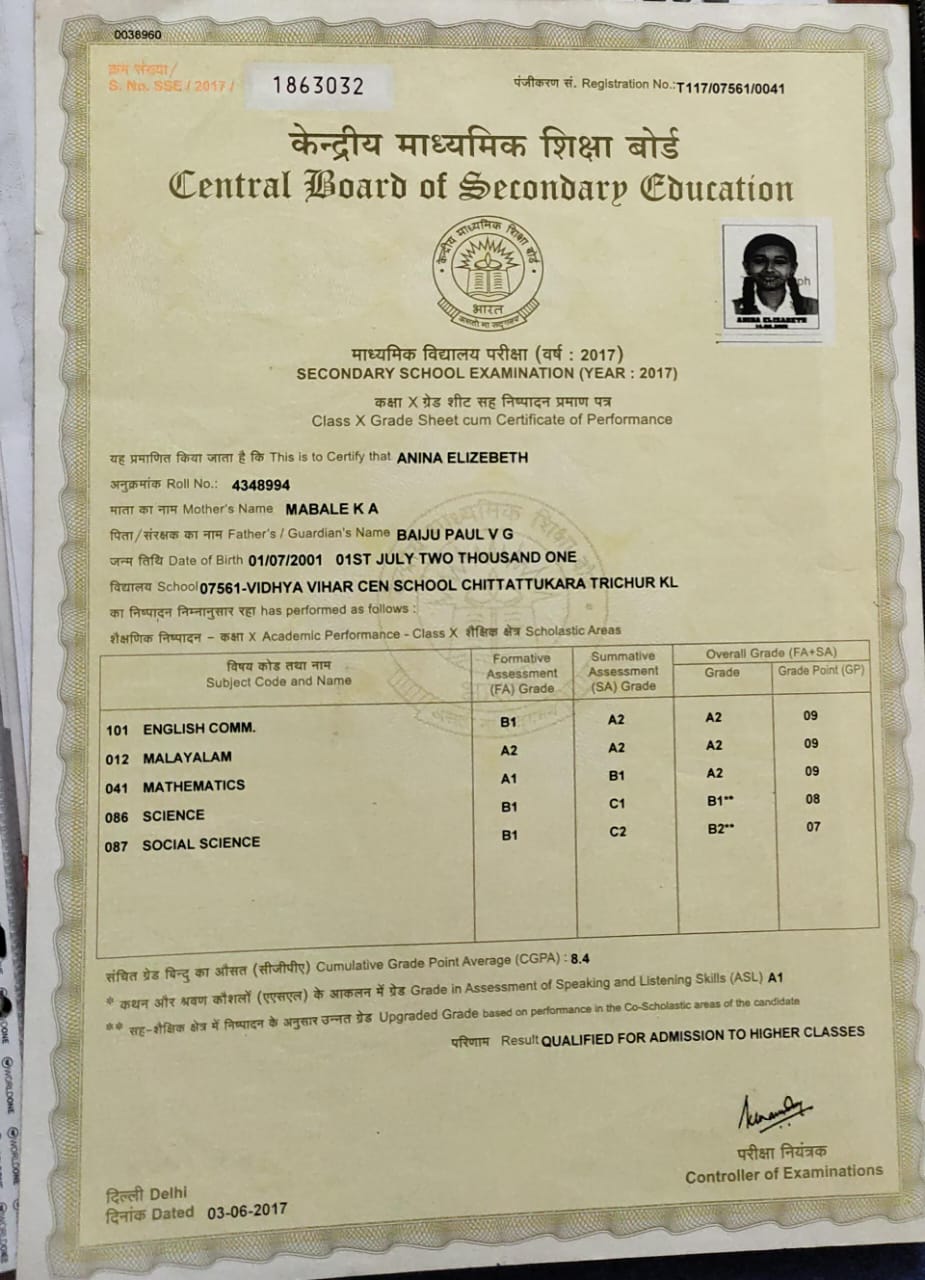 0038960
क्रम संख्या/
S. No. SSE / 2017 / 1863032
पंजीकरण सं. Registration No.: T117/07561/0041
केन्द्रीय माध्यमिक शिक्षा बोर्ड
Central Board of Secondary Education
केन्द्रीय माध्यमिक शिक्षा बोर्ड
भारत
असतो मा सद्गमय
ANINA ELIZABETH
माध्यमिक विद्यालय परीक्षा (वर्ष : 2017)
SECONDARY SCHOOL EXAMINATION (YEAR : 2017)
कक्षा X ग्रेड शीट सह निष्पादन प्रमाण पत्र
Class X Grade Sheet cum Certificate of Performance
यह प्रमाणित किया जाता है कि This is to Certify that ANINA ELIZEBETH
अनुक्रमांक Roll No.: 4348994
माता का नाम Mother's Name MABALE K A
पिता/संरक्षक का नाम Father's / Guardian's Name BAIJU PAUL V G
जन्म तिथि Date of Birth 01/07/2001 01ST JULY TWO THOUSAND ONE
विद्यालय School 07561-VIDHYA VIHAR CEN SCHOOL CHITTATTUKARA TRICHUR KL
का निष्पादन निम्नानुसार रहा has performed as follows :
शैक्षणिक निष्पादन – कक्षा X Academic Performance - Class X शैक्षिक क्षेत्र Scholastic Areas
विषय कोड तथा नाम
Subject Code and Name
Formative Assessment (FA) Grade
Summative Assessment (SA) Grade
Overall Grade (FA+SA)
Grade
Grade Point (GP)
101 ENGLISH COMM. B1 A2 A2 09
012 MALAYALAM A2 A2 A2 09
041 MATHEMATICS A1 B1 A2 09
086 SCIENCE B1 C1 B1** 08
087 SOCIAL SCIENCE B1 C2 B2** 07
संचित ग्रेड बिन्दु का औसत (सीजीपीए) Cumulative Grade Point Average (CGPA) : 8.4
* कथन और श्रवण कौशलों (एएसएल) के आकलन में ग्रेड Grade in Assessment of Speaking and Listening Skills (ASL) A1
** सह-शैक्षिक क्षेत्र में निष्पादन के अनुसार उन्नत ग्रेड Upgraded Grade based on performance in the Co-Scholastic areas of the candidate
परिणाम Result QUALIFIED FOR ADMISSION TO HIGHER CLASSES
परीक्षा नियंत्रक
Controller of Examinations
दिल्ली Delhi
दिनांक Dated 03-06-2017
WORLDONE